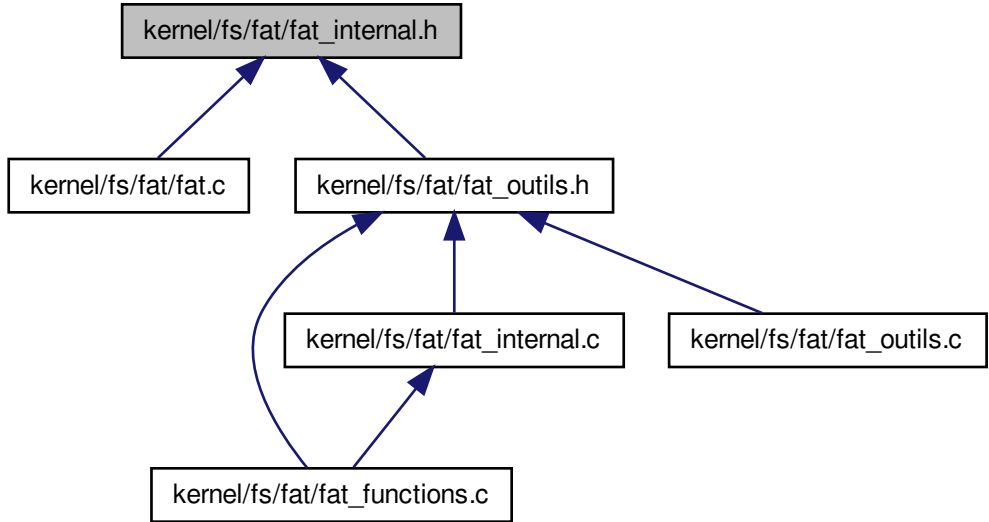 kernel/fs/fat/fat_internal.h
kernel/fs/fat/fat.c
kernel/fs/fat/fat_outils.h
kernel/fs/fat/fat_internal.c
kernel/fs/fat/fat_outils.c
kernel/fs/fat/fat_functions.c